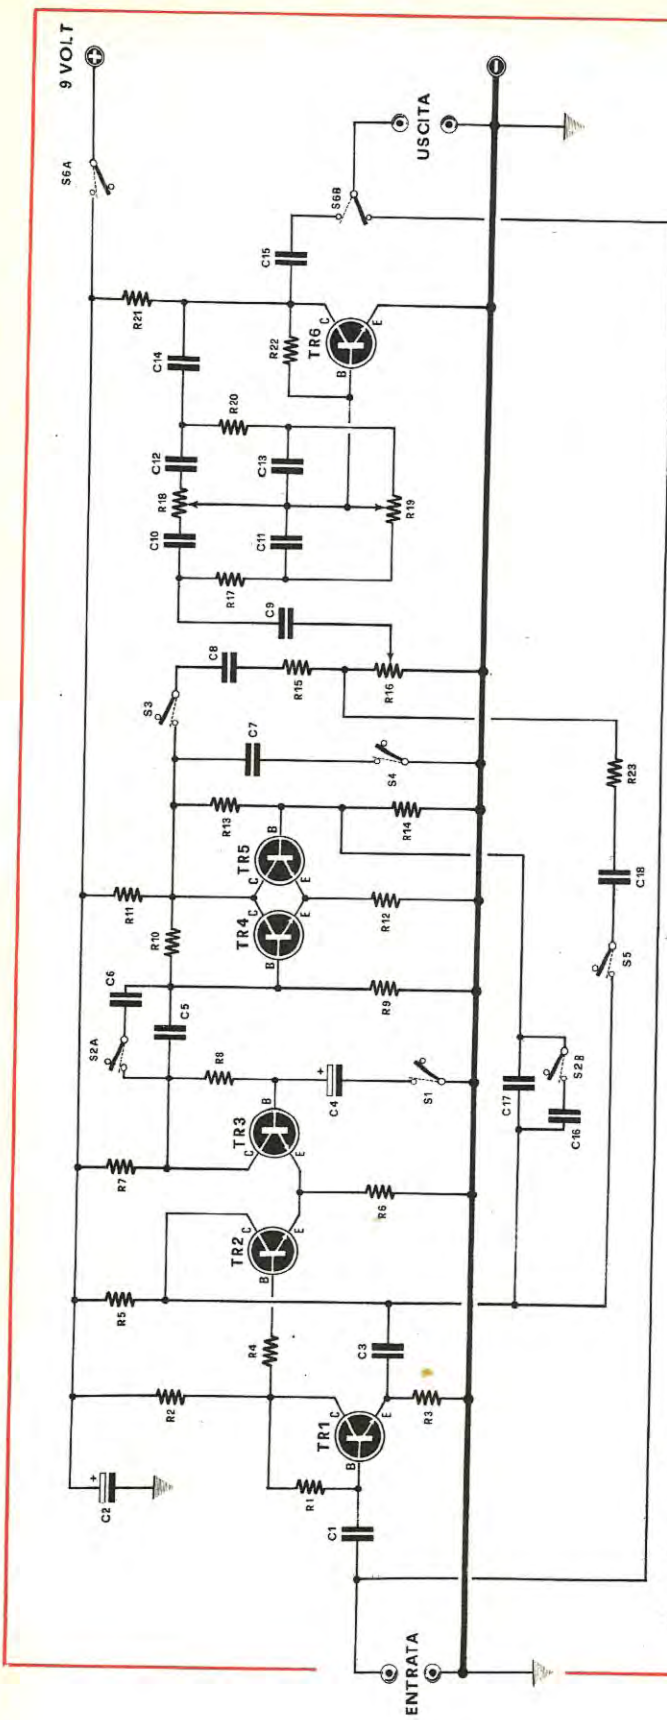 9 VOLT
+
S6A
C2
+
R2
R5
R7
R11
R21
S2A
C6
R10
S3
C14
C12
R18
C10
R20
C13
R17
C11
R19
C9
C8
R15
R16
C7
S4
R13
R14
R22
TR6
B
C
E
C15
S6B
USCITA
-
ENTRATA
C1
R1
TR1
B
C
E
R3
C3
R4
TR2
B
C
E
R6
TR3
B
C
E
R8
C5
+
C4
S1
R9
TR4
C
E
TR5
B
C
E
R12
C17
C16
S2B
S5
C18
R23